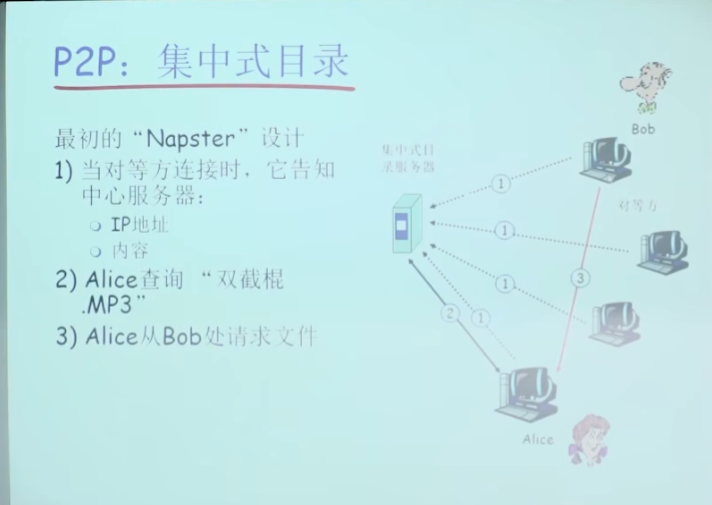 P2P：集中式目录
最初的“Napster”设计
1) 当对等方连接时，它告知
中心服务器：
IP地址
内容
2) Alice查询 “双截棍
.MP3”
3) Alice从Bob处请求文件
集中式目
录服务器
Bob
对等方
1
1
1
3
2
1
Alice